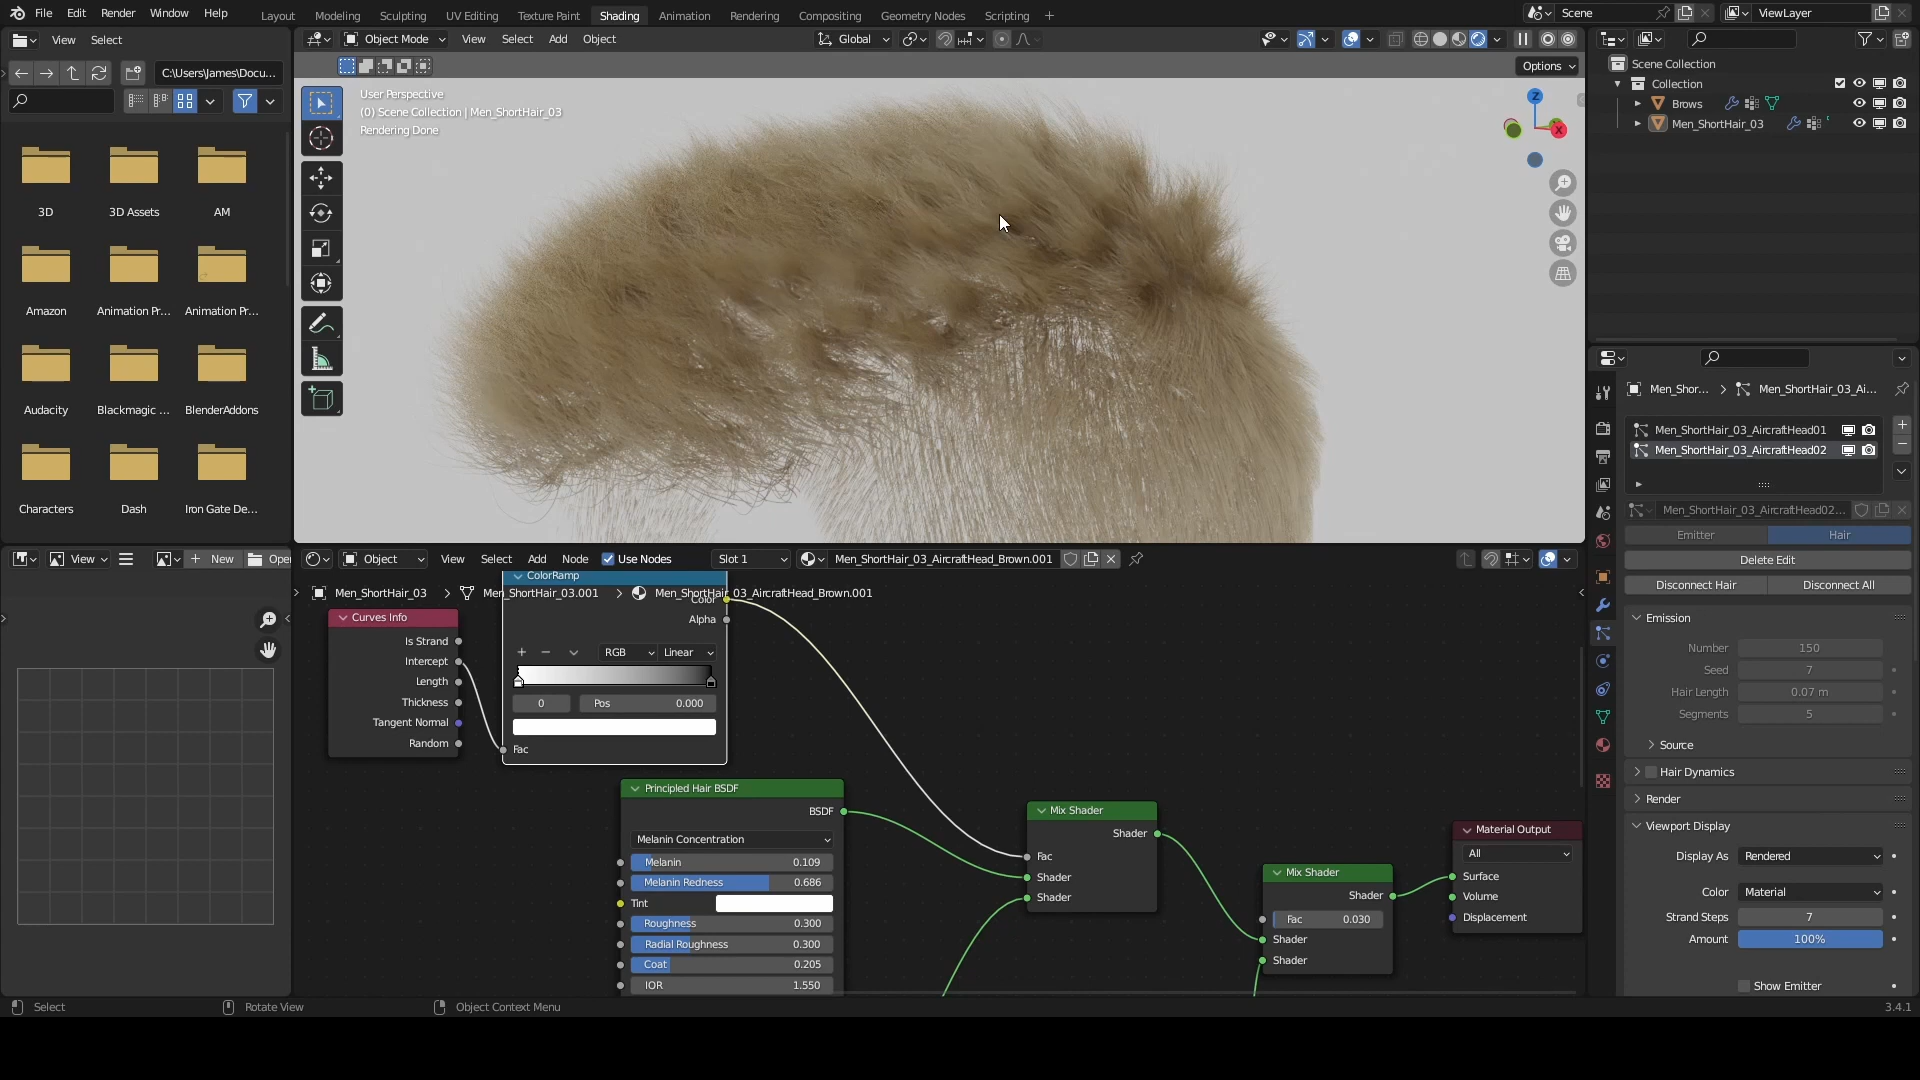 File Edit Render Window Help
Layout Modeling Sculpting UV Editing Texture Paint Shading Animation Rendering Compositing Geometry Nodes Scripting +
Scene ViewLayer
View Select
C:\Users\James\Docu...
3D 3D Assets AM
Amazon Animation Pr... Animation Pr...
Audacity Blackmagic ... BlenderAddons
Characters Dash Iron Gate De...
Object Mode View Select Add Object Global
Options
User Perspective
(0) Scene Collection | Men_ShortHair_03
Rendering Done
Z
X
Scene Collection
Collection
Brows
Men_ShortHair_03
Men_Shor... Men_ShortHair_03_Ai...
Men_ShortHair_03_AircraftHead01
Men_ShortHair_03_AircraftHead02
Men_ShortHair_03_AircraftHead02...
Emitter Hair
Delete Edit
Disconnect Hair Disconnect All
Emission
Number 150
Seed 7
Hair Length 0.07 m
Segments 5
Source
Hair Dynamics
Render
Viewport Display
Display As Rendered
Color Material
Strand Steps 7
Amount 100%
Show Emitter
View + New Ope
Object View Select Add Node Use Nodes Slot 1 Men_ShortHair_03_AircraftHead_Brown.001
Men_ShortHair_03 > Men_ShortHair_03.001 > Men_ShortHair_03_AircraftHead_Brown.001
Curves Info
Is Strand
Intercept
Length
Thickness
Tangent Normal
Random
ColorRamp
Color
Alpha
+ - RGB Linear
0 Pos 0.000
Fac
Principled Hair BSDF
BSDF
Melanin Concentration
Melanin 0.109
Melanin Redness 0.686
Tint
Roughness 0.300
Radial Roughness 0.300
Coat 0.205
IOR 1.550
Mix Shader
Shader
Fac
Shader
Shader
Mix Shader
Shader
Fac 0.030
Shader
Shader
Material Output
All
Surface
Volume
Displacement
Select Rotate View Object Context Menu 3.4.1